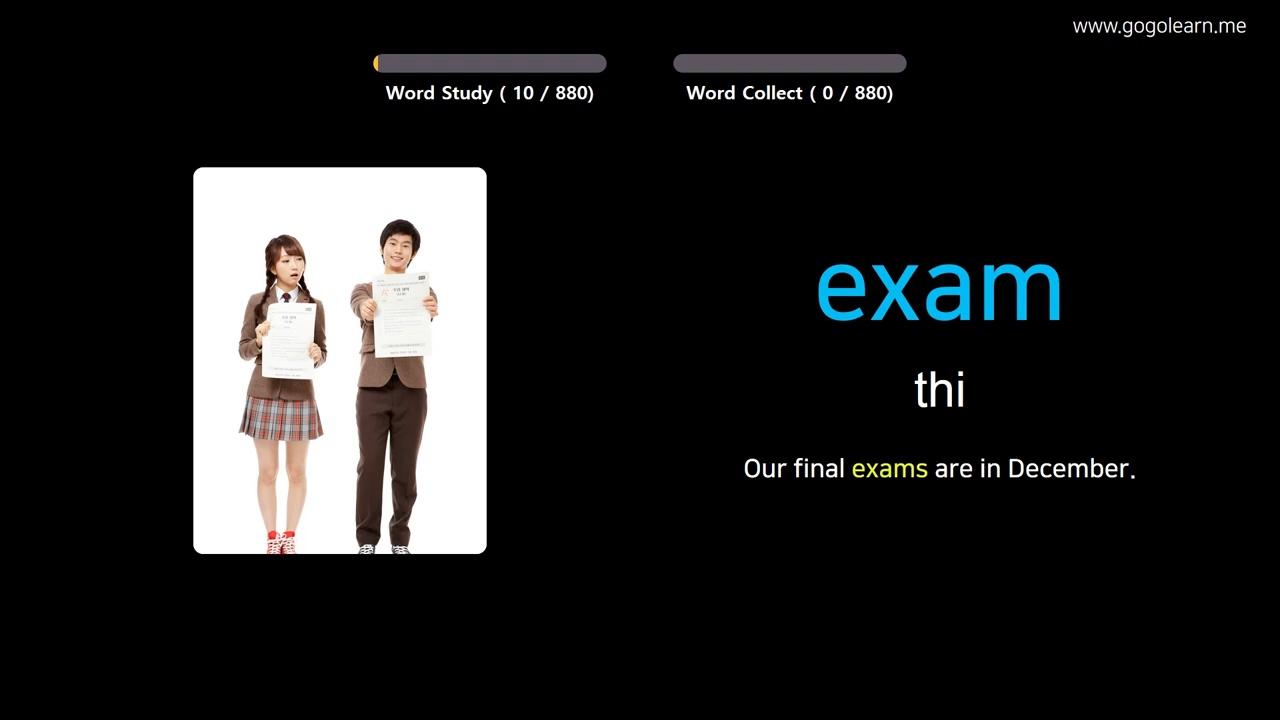 www.gogolearn.me
Word Study ( 10 / 880)
Word Collect ( 0 / 880)
exam
thi
Our final exams are in December.